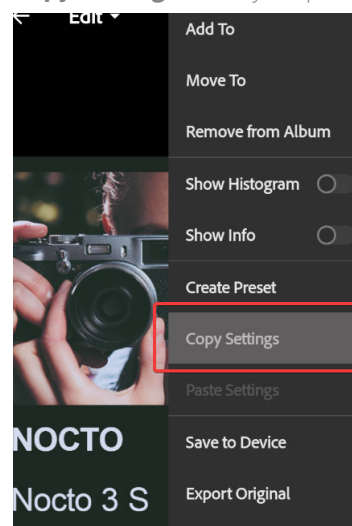 Edit
Add To
Move To
Remove from Album
Show Histogram
Show Info
Create Preset
Copy Settings
Paste Settings
Save to Device
Export Original
NOCTO
Nocto 3 S